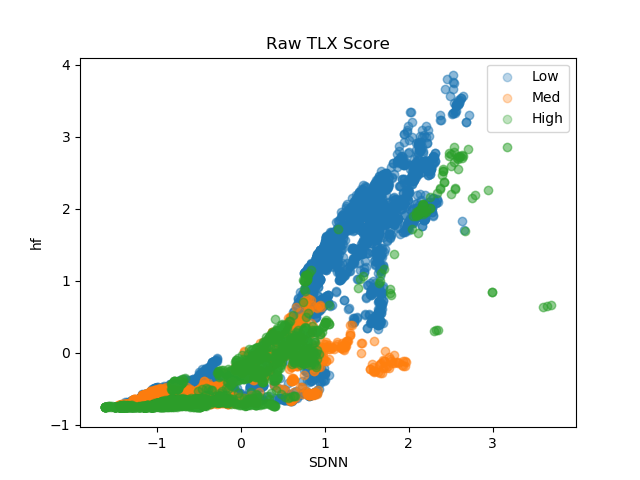 Raw TLX Score
Low
Med
High
hf
4
3
2
1
0
−1
−1 0 1 2 3
SDNN